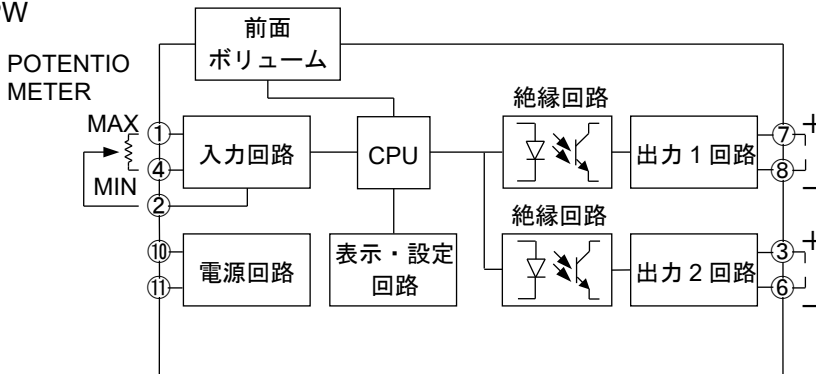 PW
前面
ボリューム
POTENTIO
METER
絶縁回路
MAX
①
入力回路
CPU
出力1回路
⑦
+
④
⑧
MIN
−
②
絶縁回路
⑩
電源回路
表示・設定
回路
出力2回路
③
+
⑪
⑥
−